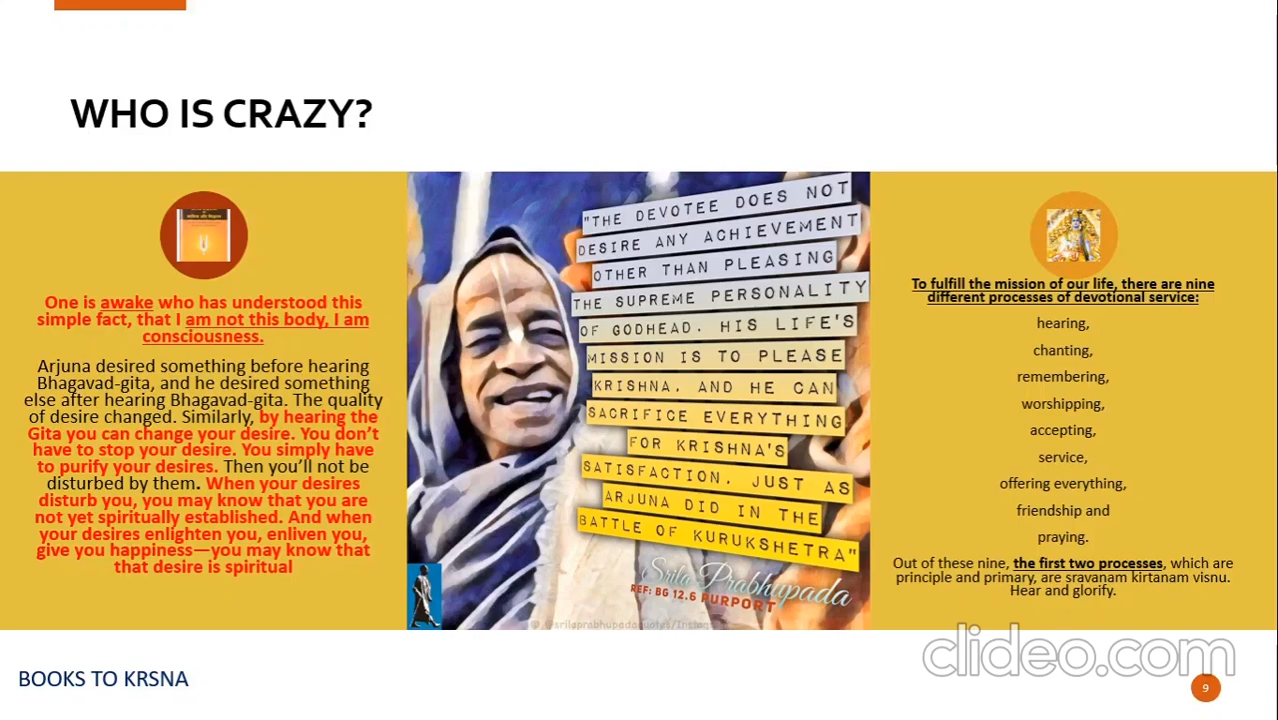 WHO IS CRAZY?
One is awake who has understood this
simple fact, that I am not this body, I am
consciousness.
Arjuna desired something before hearing
Bhagavad-gita, and he desired something
else after hearing Bhagavad-gita. The quality
of desire changed. Similarly, by hearing the
Gita you can change your desire. You don't
have to stop your desire. You simply have
to purify your desires. Then you'll not be
disturbed by them. When your desires
disturb you, you may know that you are
not yet spiritually established. And when
your desires enlighten you, enliven you,
give you happiness—you may know that
that desire is spiritual
"THE DEVOTEE DOES NOT
DESIRE ANY ACHIEVEMENT
OTHER THAN PLEASING
THE SUPREME PERSONALITY
OF GODHEAD. HIS LIFE'S
MISSION IS TO PLEASE
KRISHNA, AND HE CAN
SACRIFICE EVERYTHING
FOR KRISHNA'S
SATISFACTION, JUST AS
ARJUNA DID IN THE
BATTLE OF KURUKSHETRA"
Srila Prabhupada
REF: BG 12.6 PURPORT
To fulfill the mission of our life, there are nine
different processes of devotional service:
hearing,
chanting,
remembering,
worshipping,
accepting,
service,
offering everything,
friendship and
praying.
Out of these nine, the first two processes, which are
principle and primary, are sravanam kirtanam visnu.
Hear and glorify.
clideo.com
BOOKS TO KRSNA
9